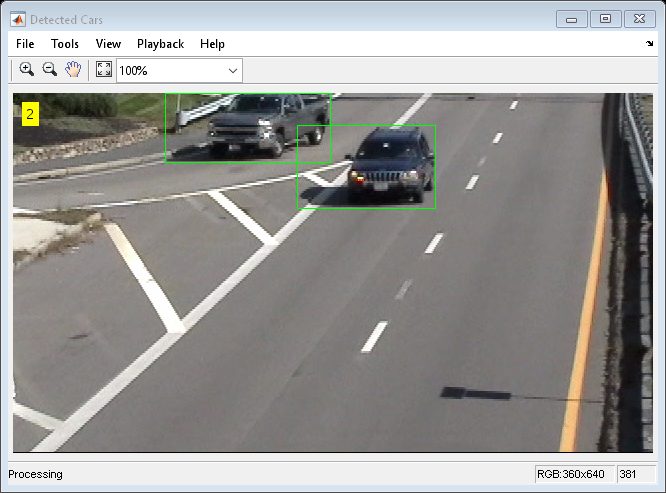 Detected Cars
File Tools View Playback Help
100%
2
Processing
RGB:360x640 381